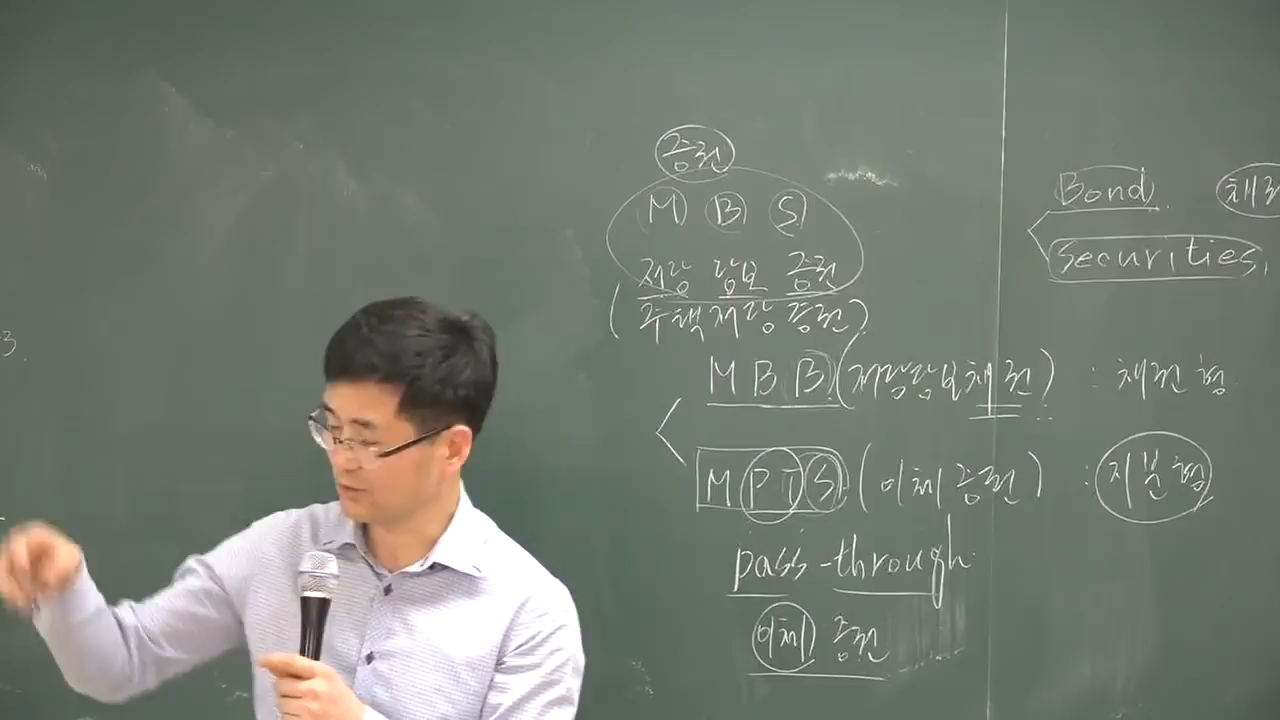 증권
M B S
저당 담보 증권
(주택저당증권)
MBB(저당담보채권) : 채권형
MPTS (이체증권) : 지분형
pass-through
이체 증권
Bond
Securities
3.